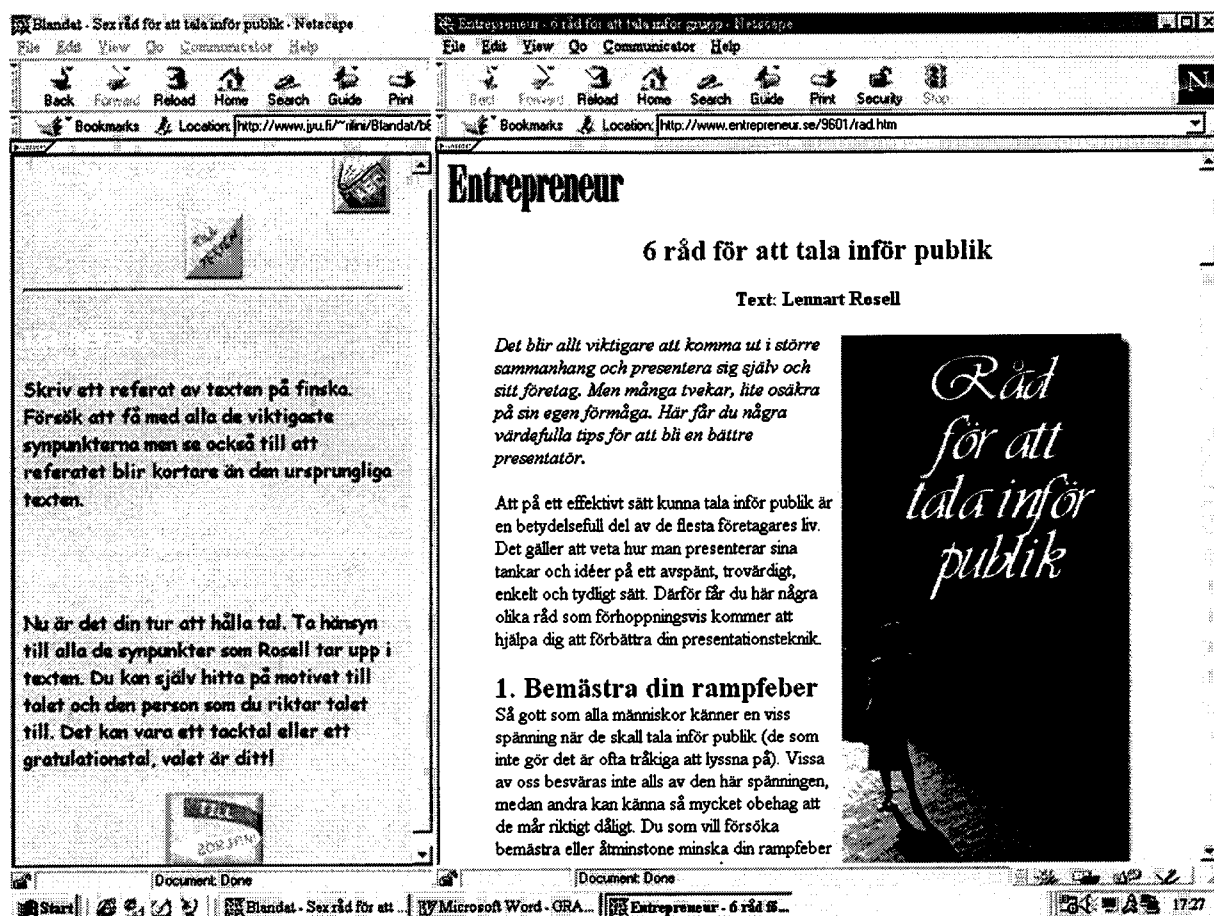 Blandat - Sex råd för att tala inför publik - Netscape
File Edit View Go Communicator Help
Back Forward Reload Home Search Guide Print
Bookmarks Location: http://www.jyu.fi/~rilini/Blandat/b6
Skriv ett referat av texten på finska.
Försök att få med alla de viktigaste
synpunkterna men se också till att
referatet blir kortare än den ursprungliga
texten.
Nu är det din tur att hålla tal. Ta hänsyn
till alla de synpunkter som Rosell tar upp i
texten. Du kan själv hitta på motivet till
talet och den person som du riktar talet
till. Det kan vara ett tacktal eller ett
gratulationstal, valet är ditt!
Document: Done
Entrepreneur - 6 råd för att tala inför grupp - Netscape
File Edit View Go Communicator Help
Back Forward Reload Home Search Guide Print Security Stop
N
Bookmarks Location: http://www.entrepreneur.se/9601/rad.htm
Entrepreneur
6 råd för att tala inför publik
Text: Lennart Rosell
Det blir allt viktigare att komma ut i större
sammanhang och presentera sig själv och
sitt företag. Men många tvekar, lite osäkra
på sin egen förmåga. Här får du några
värdefulla tips för att bli en bättre
presentatör.
Att på ett effektivt sätt kunna tala inför publik är
en betydelsefull del av de flesta företagares liv.
Det gäller att veta hur man presenterar sina
tankar och idéer på ett avspänt, trovärdigt,
enkelt och tydligt sätt. Därför får du här några
olika råd som förhoppningsvis kommer att
hjälpa dig att förbättra din presentationsteknik.
1. Bemästra din rampfeber
Så gott som alla människor känner en viss
spänning när de skall tala inför publik (de som
inte gör det är ofta tråkiga att lyssna på). Vissa
av oss besväras inte alls av den här spänningen,
medan andra kan känna så mycket obehag att
de mår riktigt dåligt. Du som vill försöka
bemästra eller åtminstone minska din rampfeber
Råd
för att
tala inför
publik
Document: Done
Start
Blandat - Sex råd för att ...
Microsoft Word - GRA...
Entrepreneur - 6 råd fö...
17:27